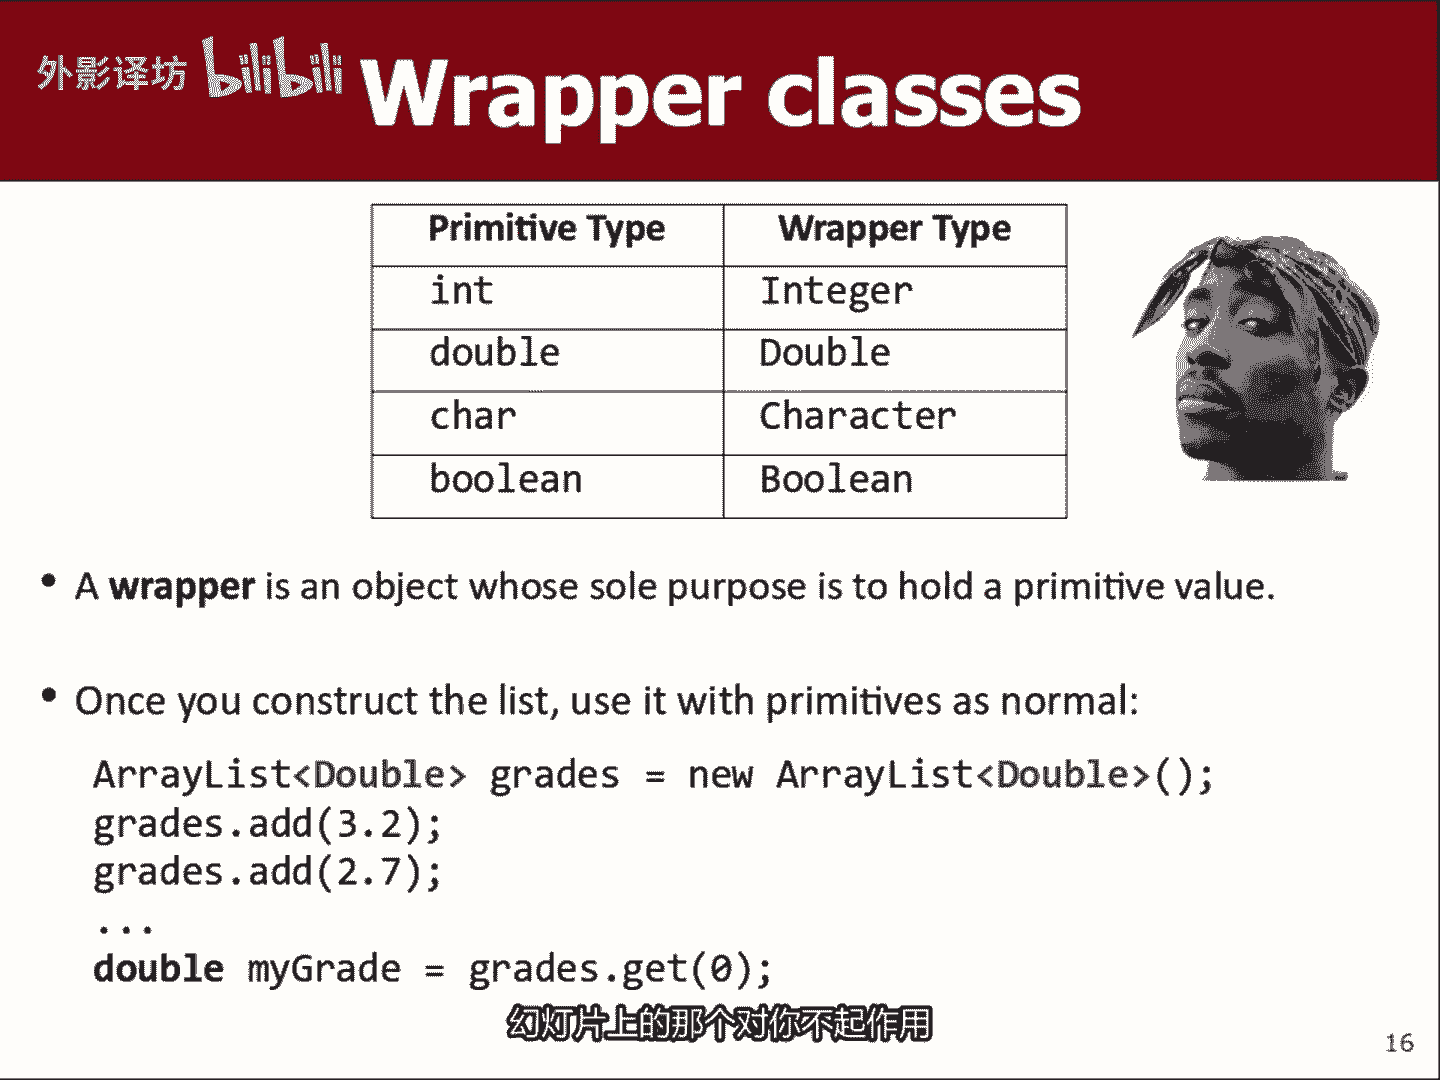 外影译坊 bilibili
Wrapper classes
Primitive Type Wrapper Type
int Integer
double Double
char Character
boolean Boolean
• A wrapper is an object whose sole purpose is to hold a primitive value.
• Once you construct the list, use it with primitives as normal:
ArrayList<Double> grades = new ArrayList<Double>();
grades.add(3.2);
grades.add(2.7);
...
double myGrade = grades.get(0);
幻灯片上的那个对你不起作用
16